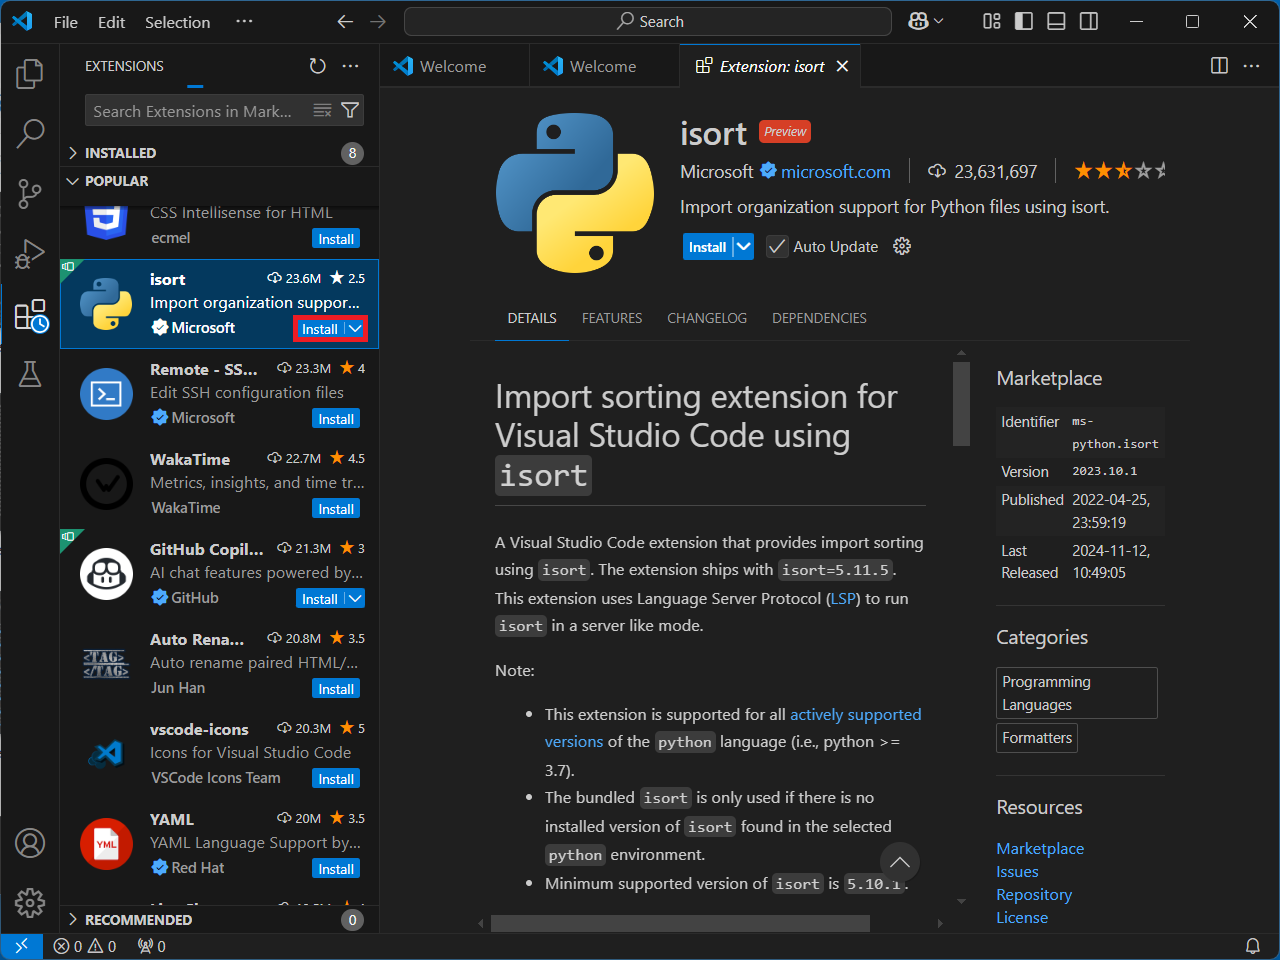 File Edit Selection ···
Search
EXTENSIONS
Search Extensions in Mark...
INSTALLED 8
POPULAR
CSS Intellisense for HTML
ecmel Install
isort 23.6M 2.5
Import organization suppor...
Microsoft Install
Remote - SS... 23.3M 4
Edit SSH configuration files
Microsoft Install
WakaTime 22.7M 4.5
Metrics, insights, and time tr...
WakaTime Install
GitHub Copil... 21.3M 3
AI chat features powered by...
GitHub Install
Auto Rena... 20.8M 3.5
<TAG>
</TAG>
Auto rename paired HTML/...
Jun Han Install
vscode-icons 20.3M 5
Icons for Visual Studio Code
VSCode Icons Team Install
YAML 20M 3.5
YML
YAML Language Support by...
Red Hat Install
RECOMMENDED 0
Welcome Welcome Extension: isort
isort Preview
Microsoft microsoft.com 23,631,697
Import organization support for Python files using isort.
Install Auto Update
DETAILS FEATURES CHANGELOG DEPENDENCIES
Import sorting extension for
Visual Studio Code using
isort
A Visual Studio Code extension that provides import sorting
using isort. The extension ships with isort=5.11.5.
This extension uses Language Server Protocol (LSP) to run
isort in a server like mode.
Note:
• This extension is supported for all actively supported
versions of the python language (i.e., python >=
3.7).
• The bundled isort is only used if there is no
installed version of isort found in the selected
python environment.
• Minimum supported version of isort is 5.10.1.
Marketplace
Identifier ms-
python.isort
Version 2023.10.1
Published 2022-04-25,
23:59:19
Last 2024-11-12,
Released 10:49:05
Categories
Programming
Languages
Formatters
Resources
Marketplace
Issues
Repository
License
0 0 0